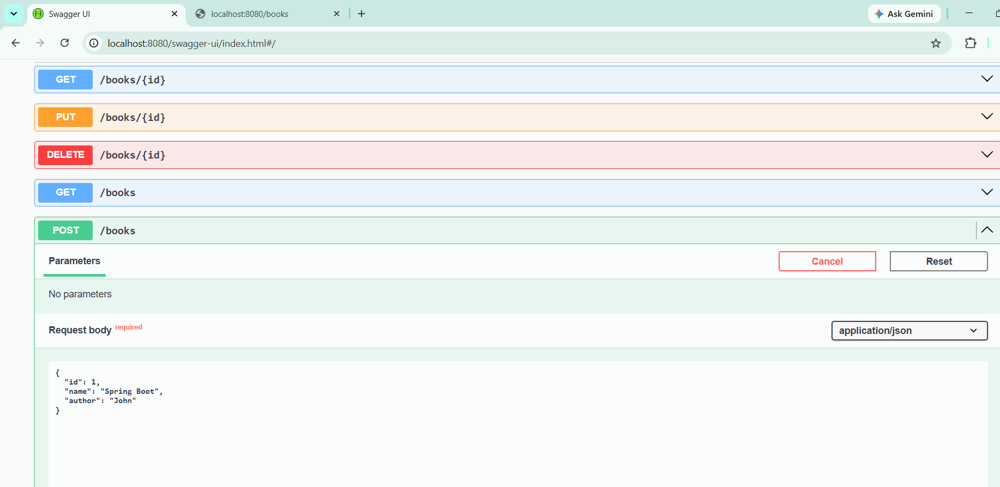 Swagger UI
localhost:8080/books
Ask Gemini
localhost:8080/swagger-ui/index.html#/
GET /books/{id}
PUT /books/{id}
DELETE /books/{id}
GET /books
POST /books
Parameters
Cancel
Reset
No parameters
Request body required
application/json
{
  "id": 1,
  "name": "Spring Boot",
  "author": "John"
}